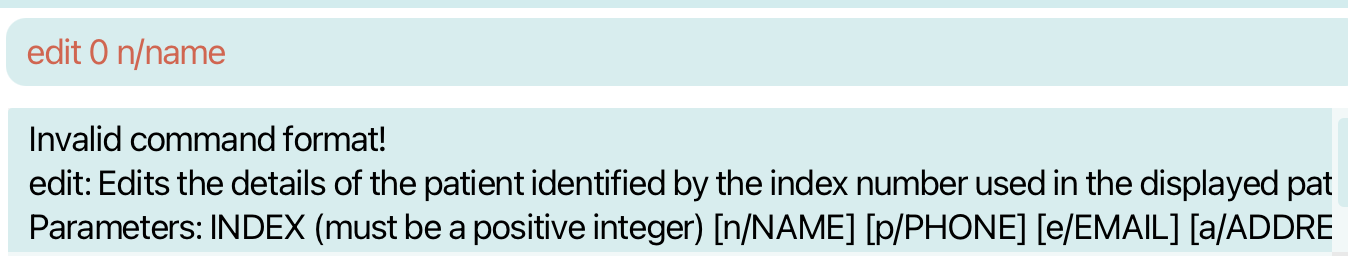 edit 0 n/name
Invalid command format!
edit: Edits the details of the patient identified by the index number used in the displayed
Parameters: INDEX (must be a positive integer) [n/NAME] [p/PHONE] [e/EMAIL] [a/ADDRE